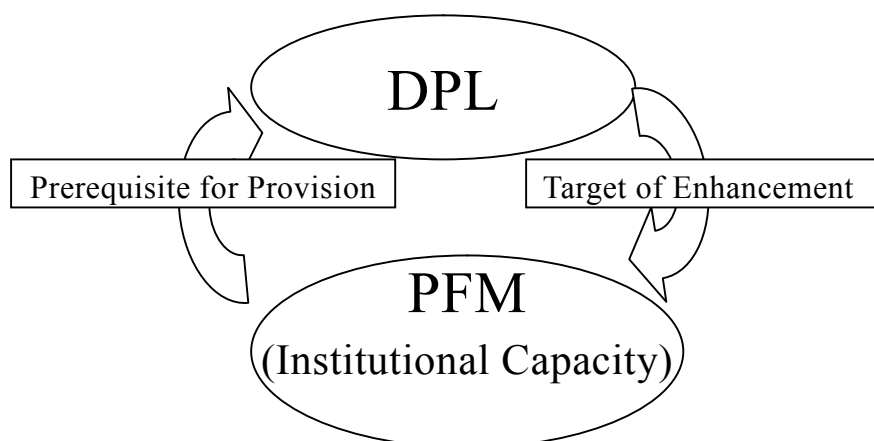 DPL
Prerequisite for Provision
Target of Enhancement
PFM
(Institutional Capacity)